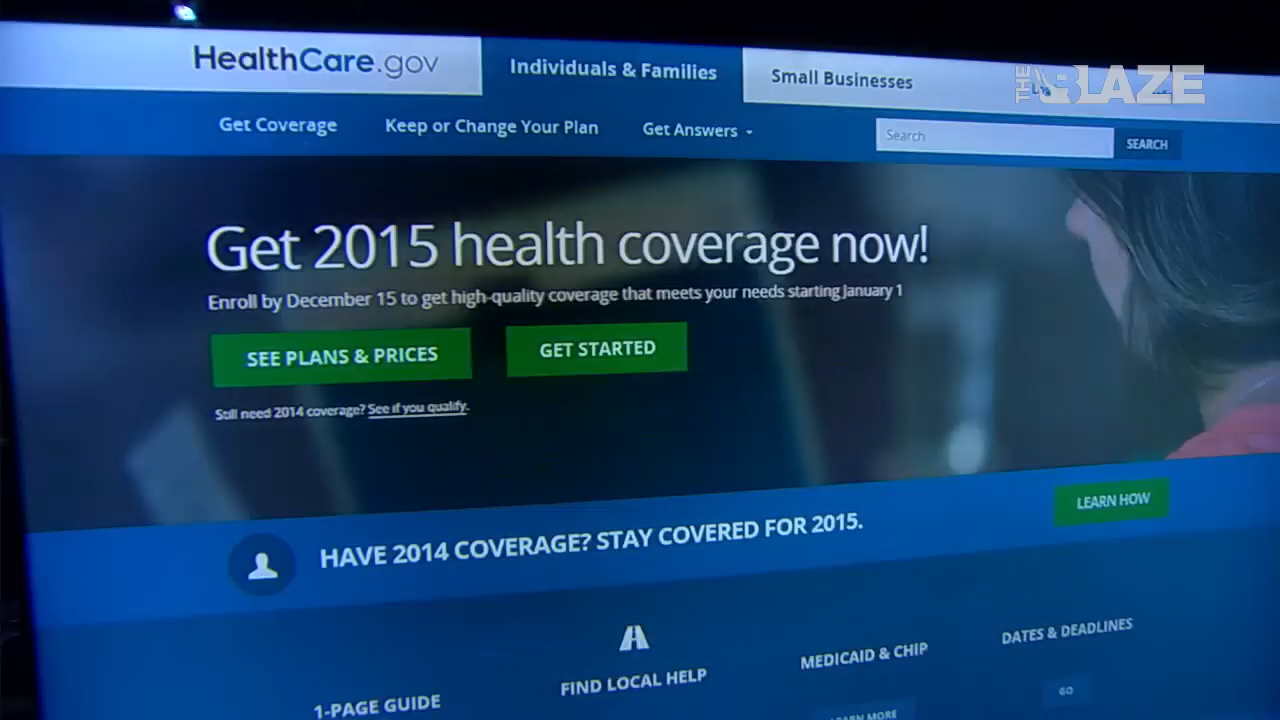 HealthCare.gov
Individuals & Families
Small Businesses
THE BLAZE
Get Coverage
Keep or Change Your Plan
Get Answers
Search
SEARCH
Get 2015 health coverage now!
Enroll by December 15 to get high-quality coverage that meets your needs starting January 1
SEE PLANS & PRICES
GET STARTED
Still need 2014 coverage? See if you qualify.
HAVE 2014 COVERAGE? STAY COVERED FOR 2015.
LEARN HOW
1-PAGE GUIDE
FIND LOCAL HELP
MEDICAID & CHIP
DATES & DEADLINES
LEARN MORE
GO